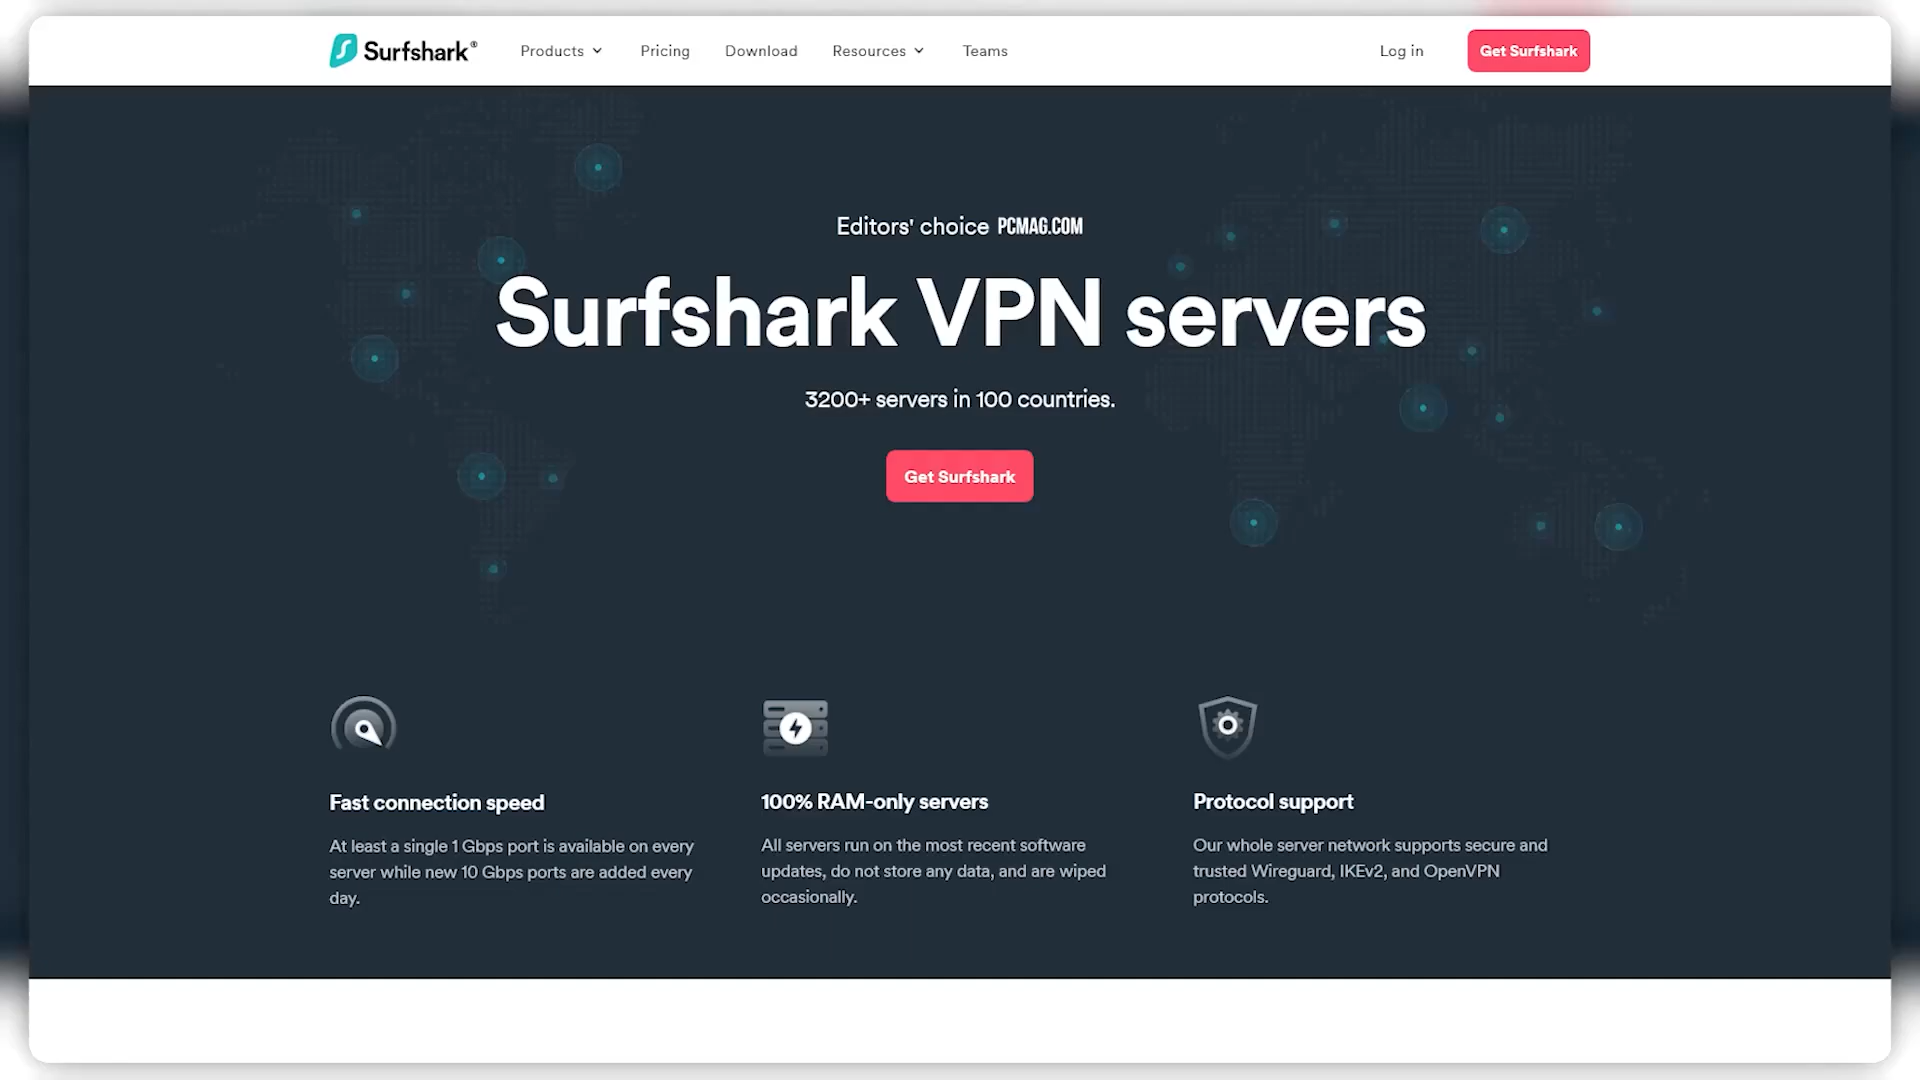 Surfshark®
Products
Pricing
Download
Resources
Teams
Log in
Get Surfshark
Editors' choice PCMAG.COM
Surfshark VPN servers
3200+ servers in 100 countries.
Get Surfshark
Fast connection speed
At least a single 1 Gbps port is available on every
server while new 10 Gbps ports are added every
day.
100% RAM-only servers
All servers run on the most recent software
updates, do not store any data, and are wiped
occasionally.
Protocol support
Our whole server network supports secure and
trusted Wireguard, IKEv2, and OpenVPN
protocols.